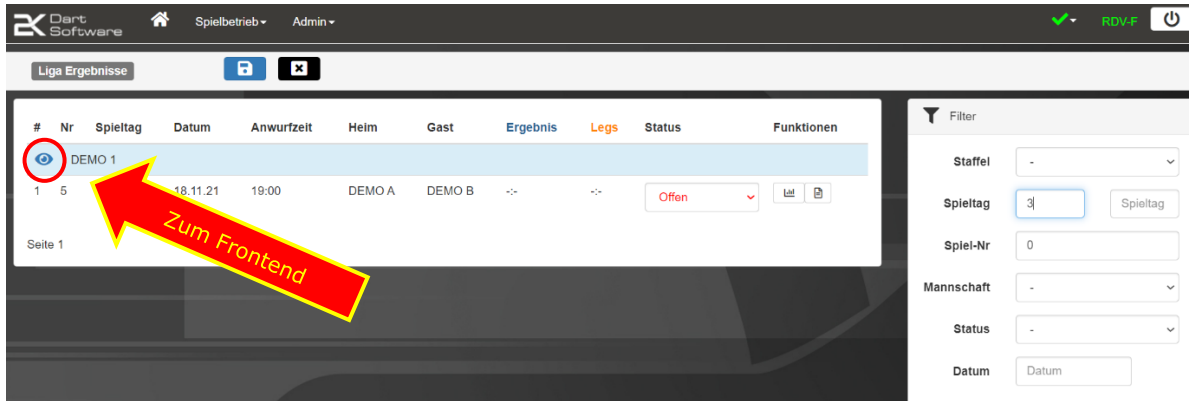 2K Dart Software Spielbetrieb Admin RDV-F
Liga Ergebnisse
# Nr Spieltag Datum Anwurfzeit Heim Gast Ergebnis Legs Status Funktionen
DEMO 1
1 5 18.11.21 19:00 DEMO A DEMO B -:- -:- Offen
Seite 1
Zum Frontend
Filter
Staffel -
Spieltag 3 Spieltag
Spiel-Nr 0
Mannschaft -
Status -
Datum Datum